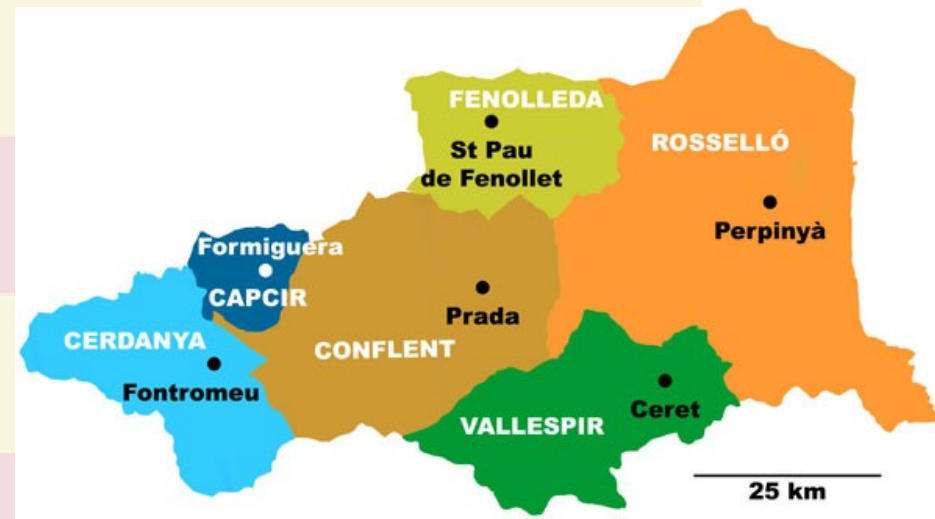 FENOLLEDA
St Pau
de Fenollet
ROSSELLÓ
Perpinyà
Formiguera
CAPCIR
CERDANYA
Fontromeu
Prada
CONFLENT
Ceret
VALLESPIR
25 km